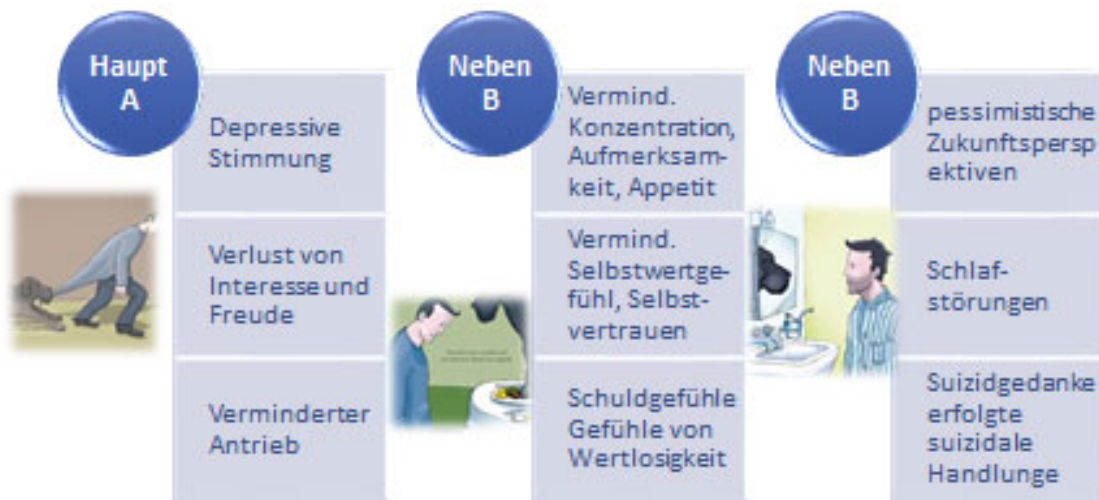 Haupt
A
Depressive
Stimmung
Verlust von
Interesse und
Freude
Verminderter
Antrieb
Neben
B
Vermind.
Konzentration,
Aufmerksam-
keit, Appetit
Vermind.
Selbstwertge-
fühl, Selbst-
vertrauen
Schuldgefühle
Gefühle von
Wertlosigkeit
Neben
B
pessimistische
Zukunftspersp
ektiven
Schlaf-
störungen
Suizidgedanke
erfolgte
suizidale
Handlunge